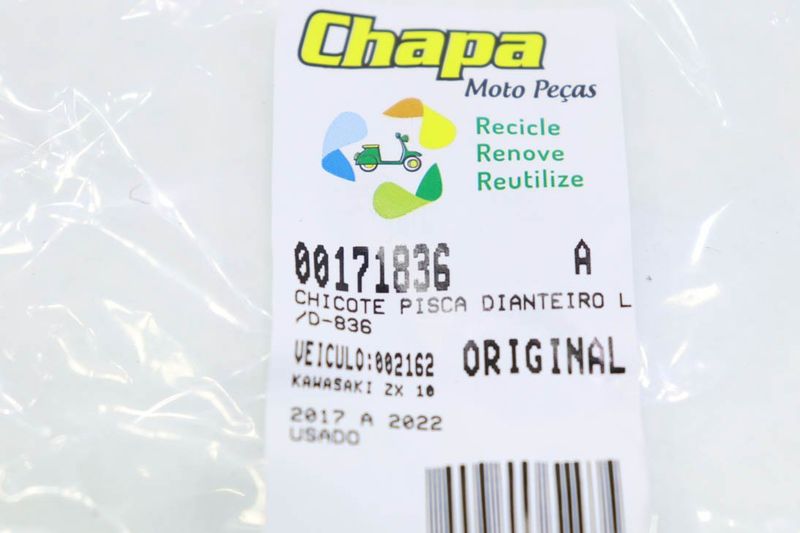 Chapa
Moto Peças
Recicle
Renove
Reutilize
00171836 A
CHICOTE PISCA DIANTEIRO L
/D-836
VEICULO:002162 ORIGINAL
KAWASAKI ZX 10
2017 A 2022
USADO